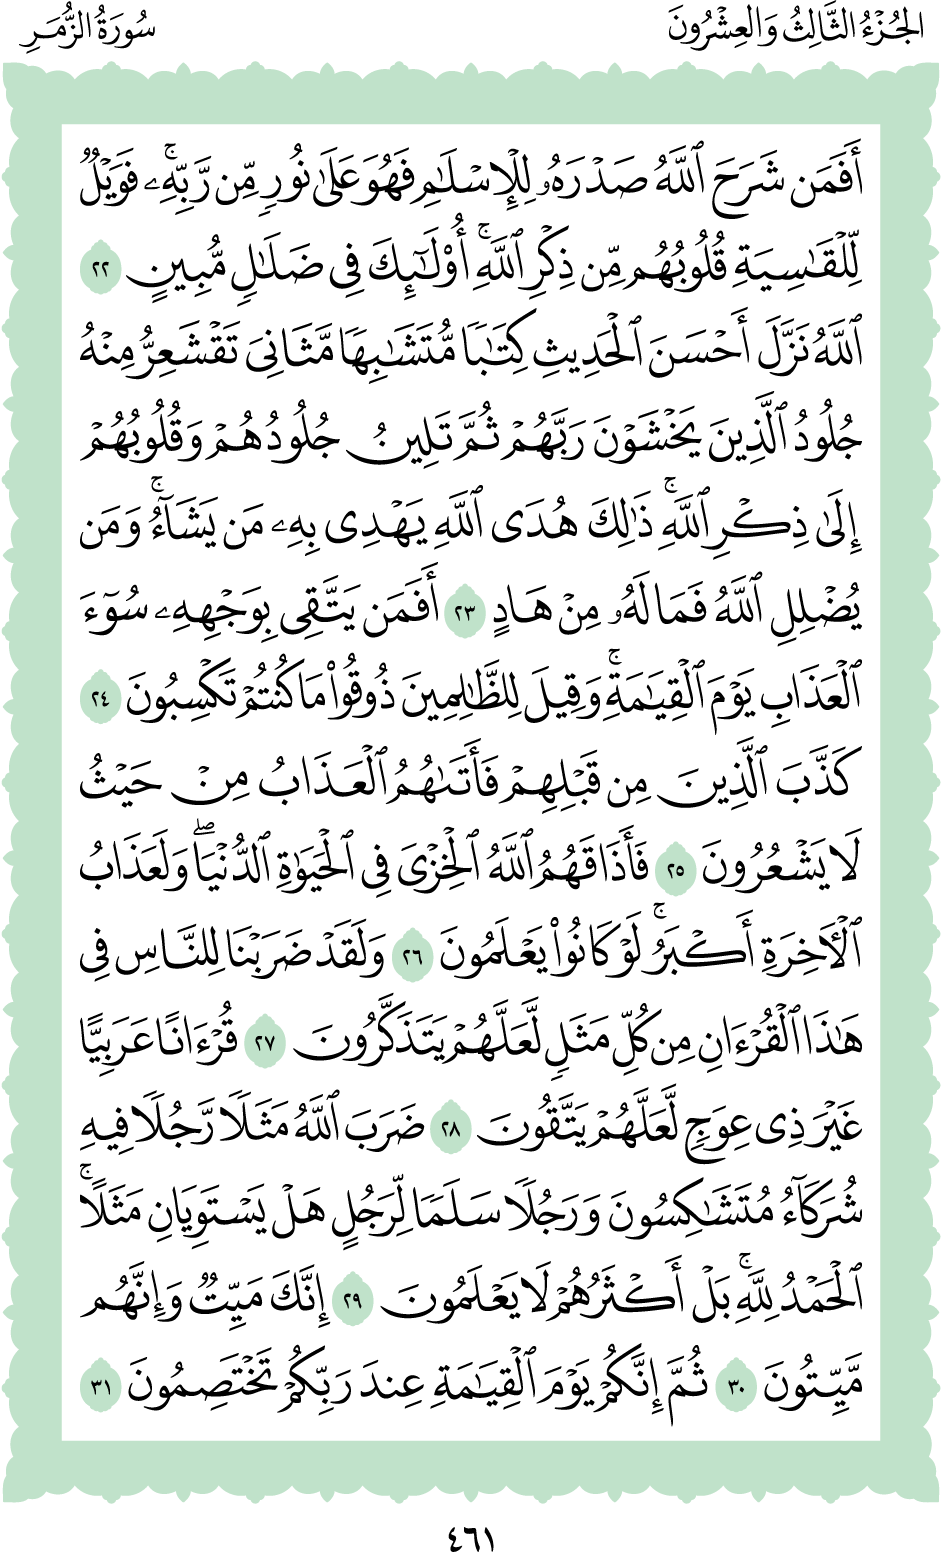 الجُزْءُ الثَّالِثُ وَالْعِشْرُونَ
سُورَةُ الزُّمَرِ
أَفَمَن شَرَحَ ٱللَّهُ صَدْرَهُۥ لِلْإِسْلَٰمِ فَهُوَ عَلَىٰ نُورٍ مِّن رَّبِّهِۦۚ فَوَيْلٌ
لِّلْقَٰسِيَةِ قُلُوبُهُم مِّن ذِكْرِ ٱللَّهِۚ أُوْلَٰٓئِكَ فِى ضَلَٰلٍ مُّبِينٍ ٢٢
ٱللَّهُ نَزَّلَ أَحْسَنَ ٱلْحَدِيثِ كِتَٰبًا مُّتَشَٰبِهًا مَّثَانِىَ تَقْشَعِرُّ مِنْهُ
جُلُودُ ٱلَّذِينَ يَخْشَوْنَ رَبَّهُمْ ثُمَّ تَلِينُ جُلُودُهُمْ وَقُلُوبُهُمْ
إِلَىٰ ذِكْرِ ٱللَّهِۚ ذَٰلِكَ هُدَى ٱللَّهِ يَهْدِى بِهِۦ مَن يَشَآءُۚ وَمَن
يُضْلِلِ ٱللَّهُ فَمَا لَهُۥ مِنْ هَادٍ ٢٣ أَفَمَن يَتَّقِى بِوَجْهِهِۦ سُوٓءَ
ٱلْعَذَابِ يَوْمَ ٱلْقِيَٰمَةِۚ وَقِيلَ لِلظَّٰلِمِينَ ذُوقُوا۟ مَا كُنتُمْ تَكْسِبُونَ ٢٤
كَذَّبَ ٱلَّذِينَ مِن قَبْلِهِمْ فَأَتَىٰهُمُ ٱلْعَذَابُ مِنْ حَيْثُ
لَا يَشْعُرُونَ ٢٥ فَأَذَاقَهُمُ ٱللَّهُ ٱلْخِزْىَ فِى ٱلْحَيَوٰةِ ٱلدُّنْيَاۖ وَلَعَذَابُ
ٱلْأَخِرَةِ أَكْبَرُۚ لَوْ كَانُوا۟ يَعْلَمُونَ ٢٦ وَلَقَدْ ضَرَبْنَا لِلنَّاسِ فِى
هَٰذَا ٱلْقُرْءَانِ مِن كُلِّ مَثَلٍ لَّعَلَّهُمْ يَتَذَكَّرُونَ ٢٧ قُرْءَانًا عَرَبِيًّا
غَيْرَ ذِى عِوَجٍ لَّعَلَّهُمْ يَتَّقُونَ ٢٨ ضَرَبَ ٱللَّهُ مَثَلًا رَّجُلًا فِيهِ
شُرَكَآءُ مُتَشَٰكِسُونَ وَرَجُلًا سَلَمًا لِّرَجُلٍ هَلْ يَسْتَوِيَانِ مَثَلًاۚ
ٱلْحَمْدُ لِلَّهِۚ بَلْ أَكْثَرُهُمْ لَا يَعْلَمُونَ ٢٩ إِنَّكَ مَيِّتٌ وَإِنَّهُم
مَّيِّتُونَ ٣٠ ثُمَّ إِنَّكُمْ يَوْمَ ٱلْقِيَٰمَةِ عِندَ رَبِّكُمْ تَخْتَصِمُونَ ٣١
٤٦١